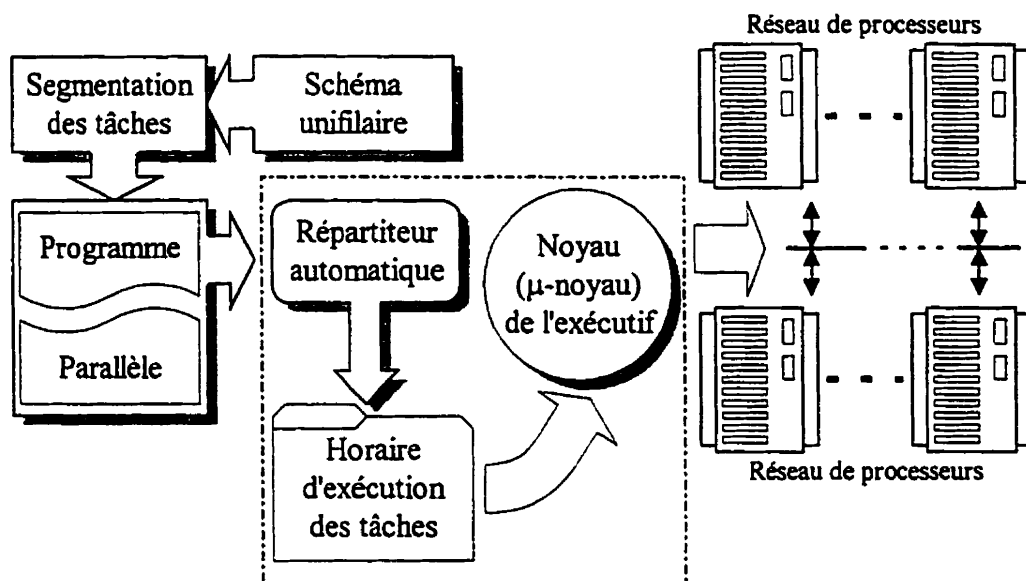 Réseau de processeurs
Segmentation
des tâches
Schéma
unifilaire
Programme
Parallèle
Répartiteur
automatique
Noyau
(μ-noyau)
de l'exécutif
Horaire
d'exécution
des tâches
Réseau de processeurs